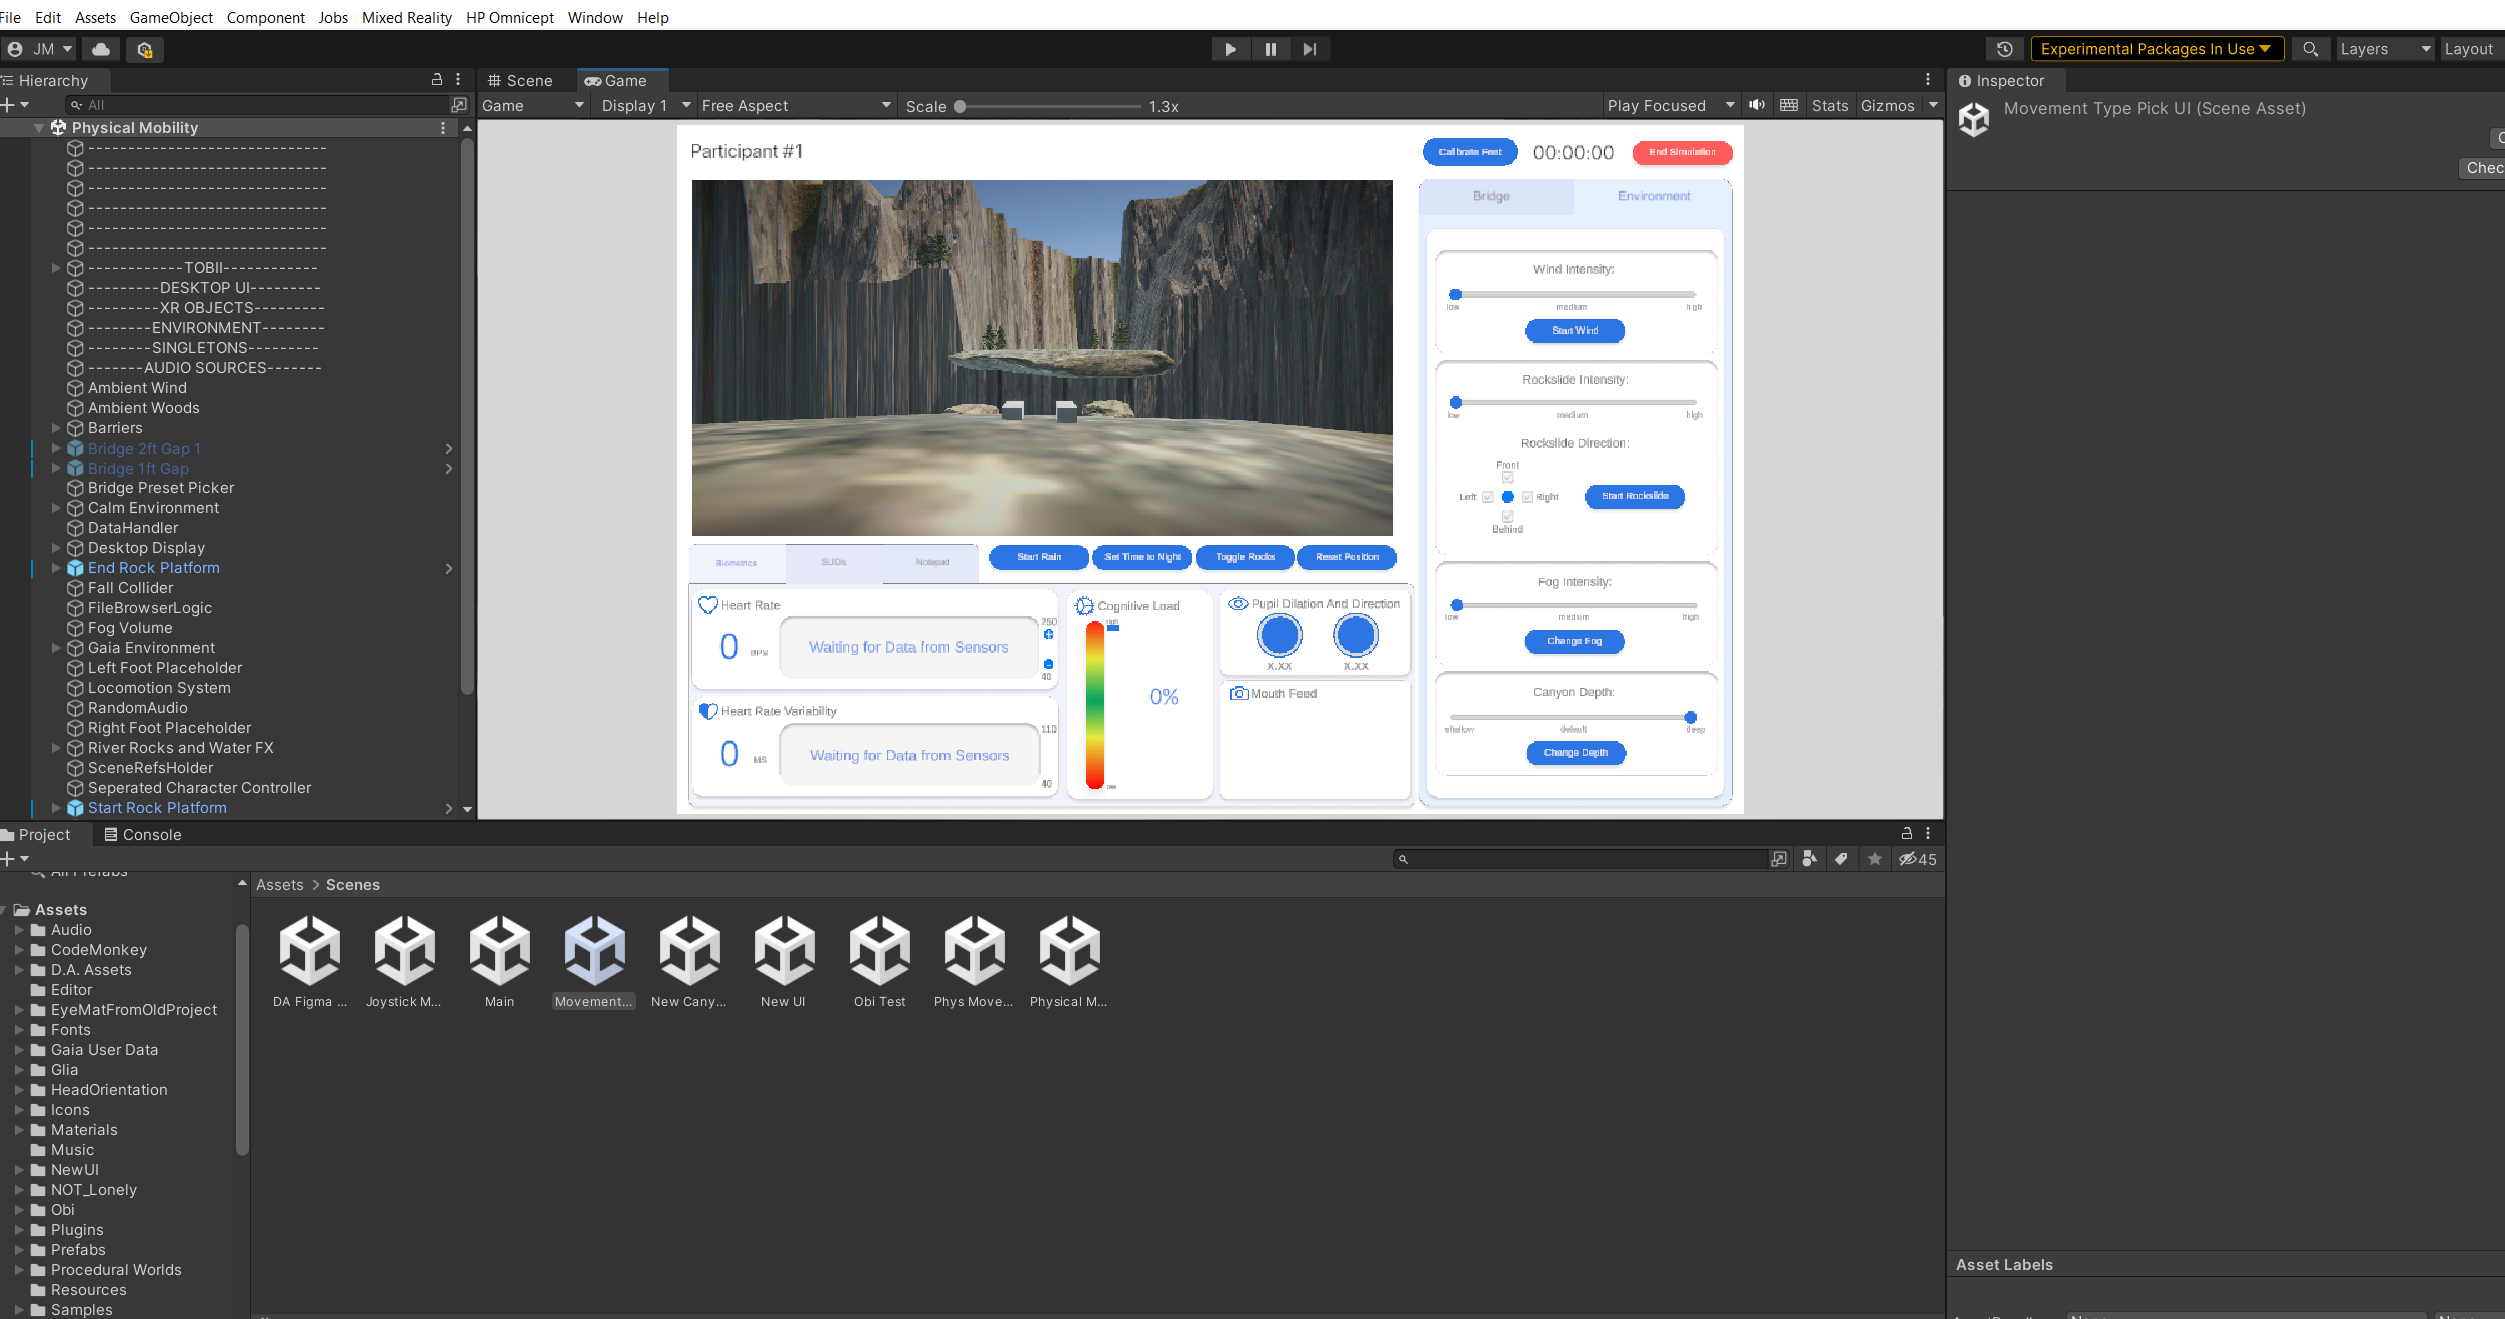 File Edit Assets GameObject Component Jobs Mixed Reality HP Omnicept Window Help
JM
Experimental Packages In Use
Layers
Layout
Hierarchy
All
Physical Mobility
------------------------------
------------------------------
------------------------------
------------------------------
------------------------------
------------------------------
------------TOBII------------
---------DESKTOP UI---------
---------XR OBJECTS---------
--------ENVIRONMENT--------
--------SINGLETONS---------
-------AUDIO SOURCES-------
Ambient Wind
Ambient Woods
Barriers
Bridge 2ft Gap 1
Bridge 1ft Gap
Bridge Preset Picker
Calm Environment
DataHandler
Desktop Display
End Rock Platform
Fall Collider
FileBrowserLogic
Fog Volume
Gaia Environment
Left Foot Placeholder
Locomotion System
RandomAudio
Right Foot Placeholder
River Rocks and Water FX
SceneRefsHolder
Seperated Character Controller
Start Rock Platform
Scene
Game
Game
Display 1
Free Aspect
Scale
1.3x
Play Focused
Stats
Gizmos
Participant #1
Calibrate Feet
00:00:00
End Simulation
Bridge
Environment
Wind Intensity:
low
medium
high
Start Wind
Rockslide Intensity:
low
medium
high
Rockslide Direction:
Front
Left
Right
Behind
Start Rockslide
Fog Intensity:
low
medium
high
Change Fog
Canyon Depth:
shallow
default
deep
Change Depth
Biometrics
SUDs
Notepad
Start Rain
Set Time to Night
Toggle Rocks
Reset Position
Heart Rate
0
BPM
Waiting for Data from Sensors
250
40
Heart Rate Variability
0
MS
Waiting for Data from Sensors
110
40
Cognitive Load
high
0%
Pupil Dilation And Direction
X.XX
X.XX
Mouth Feed
Inspector
Movement Type Pick UI (Scene Asset)
Chec
Asset Labels
Project
Console
45
All Prefabs
Assets
Audio
CodeMonkey
D.A. Assets
Editor
EyeMatFromOldProject
Fonts
Gaia User Data
Glia
HeadOrientation
Icons
Materials
Music
NewUI
NOT_Lonely
Obi
Plugins
Prefabs
Procedural Worlds
Resources
Samples
Assets > Scenes
DA Figma ...
Joystick M...
Main
Movement...
New Cany...
New UI
Obi Test
Phys Move...
Physical M...